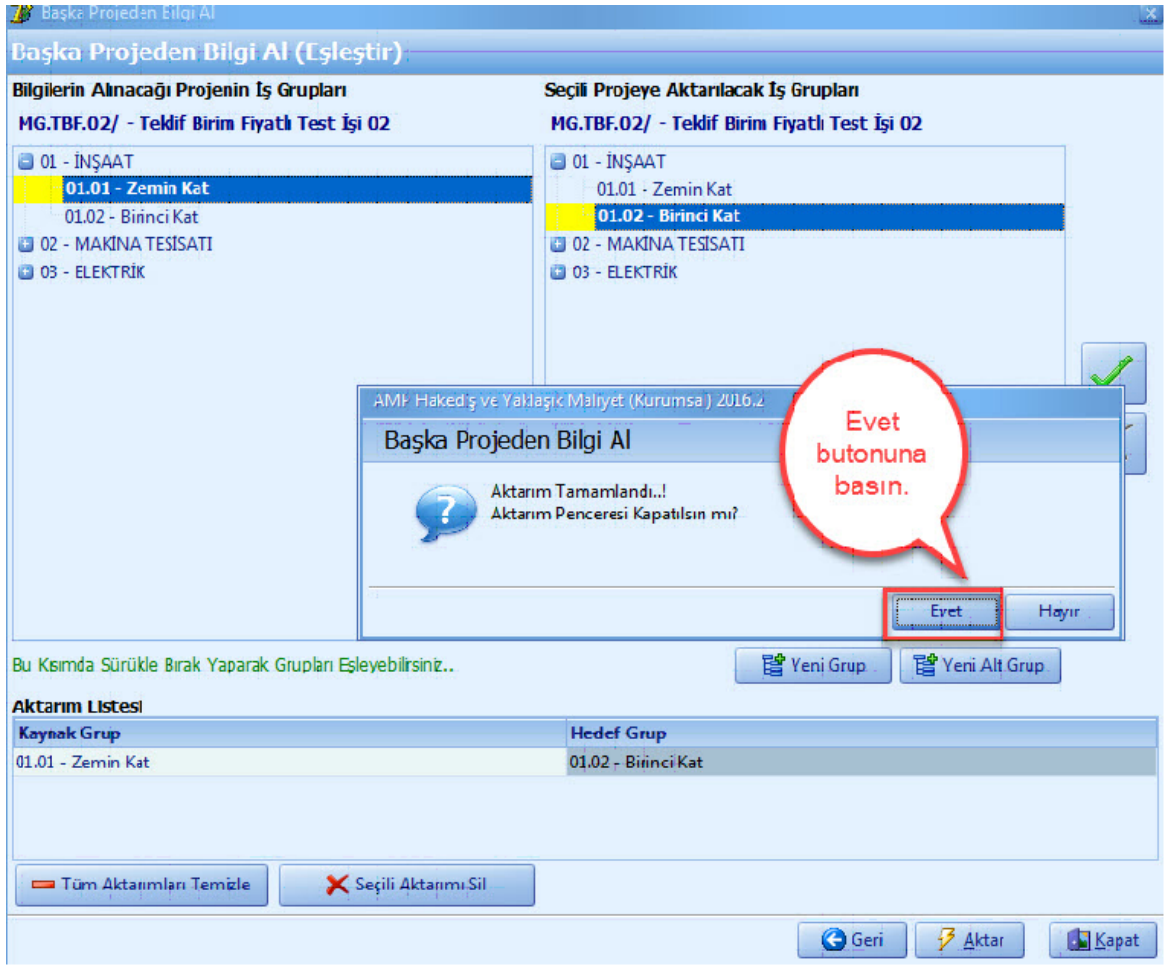 Başka Projeden Bilgi Al
Başka Projeden Bilgi Al (Eşleştir)
Bilgilerin Alınacağı Projenin İş Grupları
Seçili Projeye Aktarılacak İş Grupları
MG.TBF.02/ - Teklif Birim Fiyatlı Test İşi 02
MG.TBF.02/ - Teklif Birim Fiyatlı Test İşi 02
01 - İNŞAAT
01.01 - Zemin Kat
01.02 - Birinci Kat
02 - MAKİNA TESİSATI
03 - ELEKTRİK
01 - İNŞAAT
01.01 - Zemin Kat
01.02 - Birinci Kat
02 - MAKİNA TESİSATI
03 - ELEKTRİK
AMP Hakediş ve Yaklaşık Maliyet (Kurumsal) 2016.2
Başka Projeden Bilgi Al
Aktarım Tamamlandı..!
Aktarım Penceresi Kapatılsın mı?
Evet
butonuna
basın.
Evet
Hayır
Bu Kısımda Sürükle Bırak Yaparak Grupları Eşleyebilirsiniz..
Yeni Grup
Yeni Alt Grup
Aktarım Listesi
Kaynak Grup
Hedef Grup
01.01 - Zemin Kat
01.02 - Birinci Kat
Tüm Aktarımları Temizle
Seçili Aktarımı Sil
Geri
Aktar
Kapat